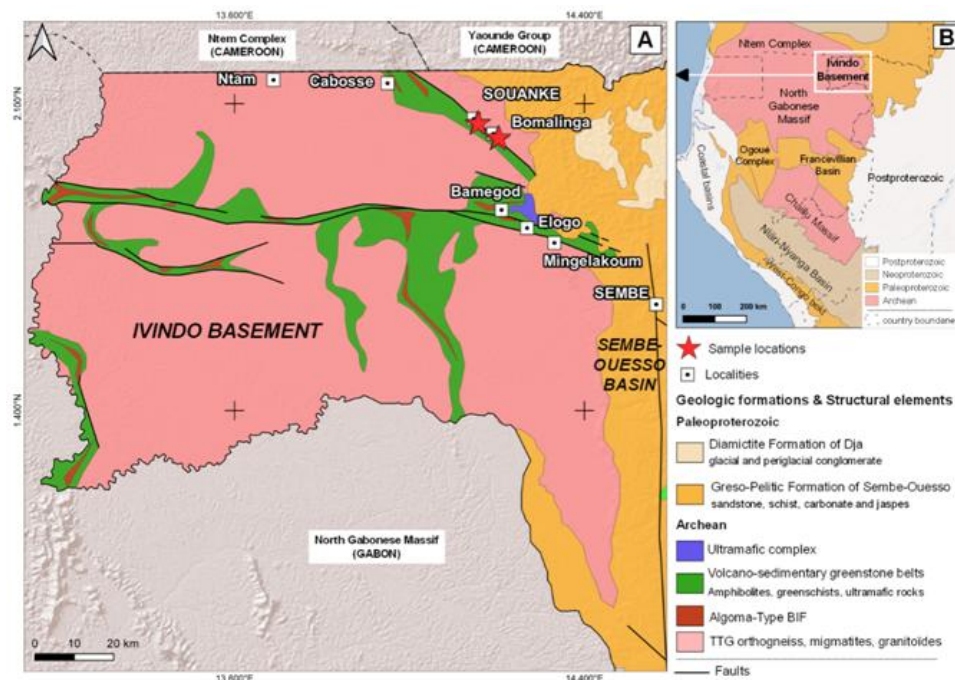 13.600°E
14.400°E
Ntem Complex
(CAMEROON)
Yaounde Group
(CAMEROON)
A
Ntam
Cabosse
2.100°N
SOUANKE
Bomalinga
Bamegod
Elogo
Mingelakoum
SEMBE
IVINDO BASEMENT
SEMBE-
OUESSO
BASIN
1.400°N
North Gabonese Massif
(GABON)
0
10
20 km
13.600°E
14.400°E
B
Ntem Complex
Ivindo
Basement
North
Gabonese
Massif
Ogoué
Complex
Francevillian
Basin
Postproterozoic
Coastal basins
Chaillu Massif
Niari-Nyanga Basin
West-Congo belt
Postproterozoic
Neoproterozoic
Paleoproterozoic
Archean
country boundarie
0
100
200 km
Sample locations
Localities
Geologic formations & Structural elements
Paleoproterozoic
Diamictite Formation of Dja
glacial and periglacial conglomerate
Greso-Pelitic Formation of Sembe-Ouesso
sandstone, schist, carbonate and jaspes
Archean
Ultramafic complex
Volcano-sedimentary greenstone belts
Amphibolites, greenschists, ultramafic rocks
Algoma-Type BIF
TTG orthogneiss, migmatites, granitoïdes
Faults